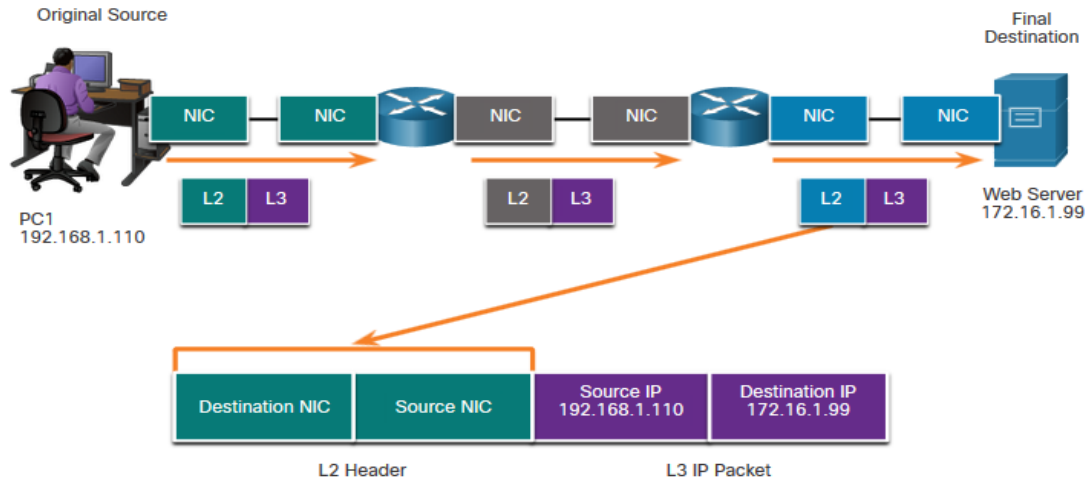 Original Source
Final
Destination
NIC
NIC
NIC
NIC
NIC
NIC
L2 L3
L2 L3
L2 L3
PC1
192.168.1.110
Web Server
172.16.1.99
Destination NIC
Source NIC
Source IP
192.168.1.110
Destination IP
172.16.1.99
L2 Header
L3 IP Packet